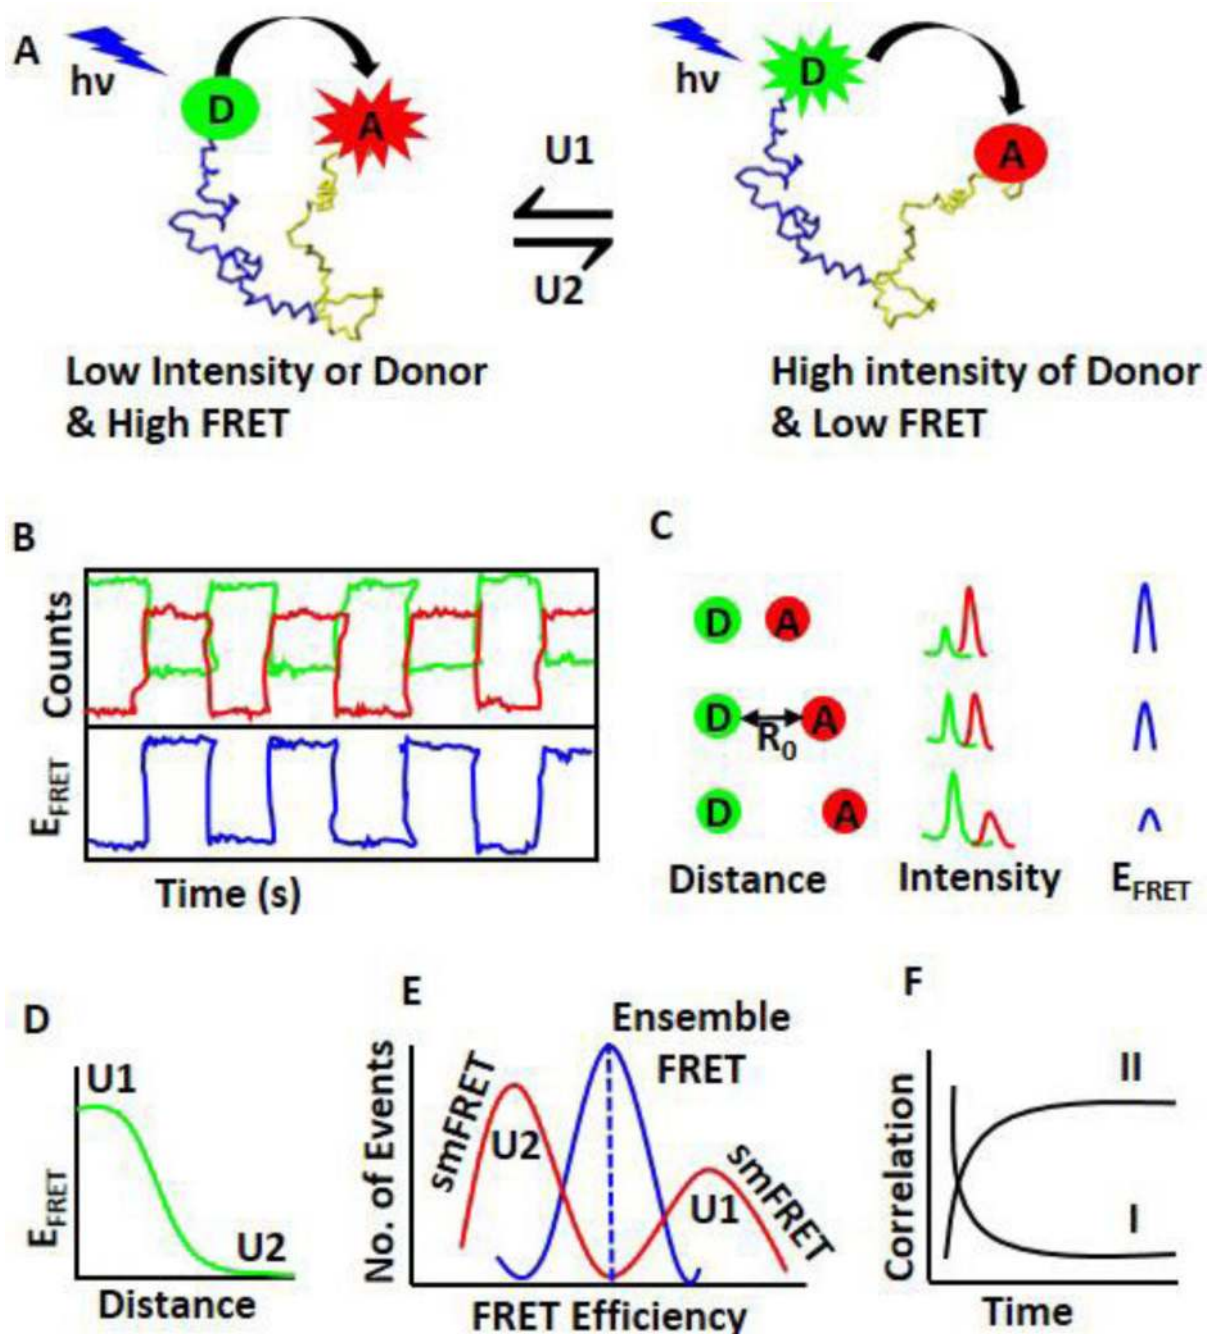 A
hν
D
A
U1
U2
hν
D
A
Low Intensity or Donor
& High FRET
High intensity of Donor
& Low FRET
B
Counts
EFRET
Time (s)
C
D
A
D
A
R0
D
A
Distance
Intensity
EFRET
D
U1
U2
EFRET
Distance
E
Ensemble
FRET
smFRET
U2
U1
smFRET
No. of Events
FRET Efficiency
F
II
I
Correlation
Time